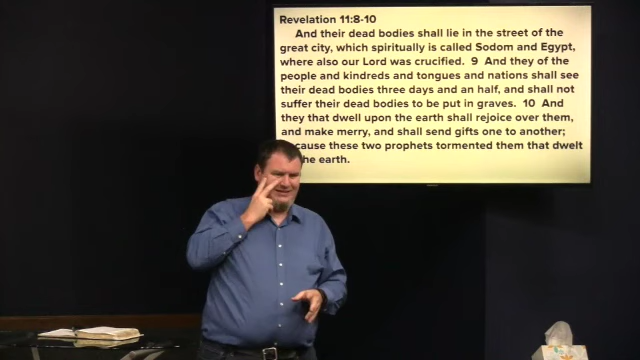 Revelation 11:8-10
And their dead bodies shall lie in the street of the
great city, which spiritually is called Sodom and Egypt,
where also our Lord was crucified. 9 And they of the
people and kindreds and tongues and nations shall see
their dead bodies three days and an half, and shall not
suffer their dead bodies to be put in graves. 10 And
they that dwell upon the earth shall rejoice over them,
and make merry, and shall send gifts one to another;
cause these two prophets tormented them that dwelt
the earth.